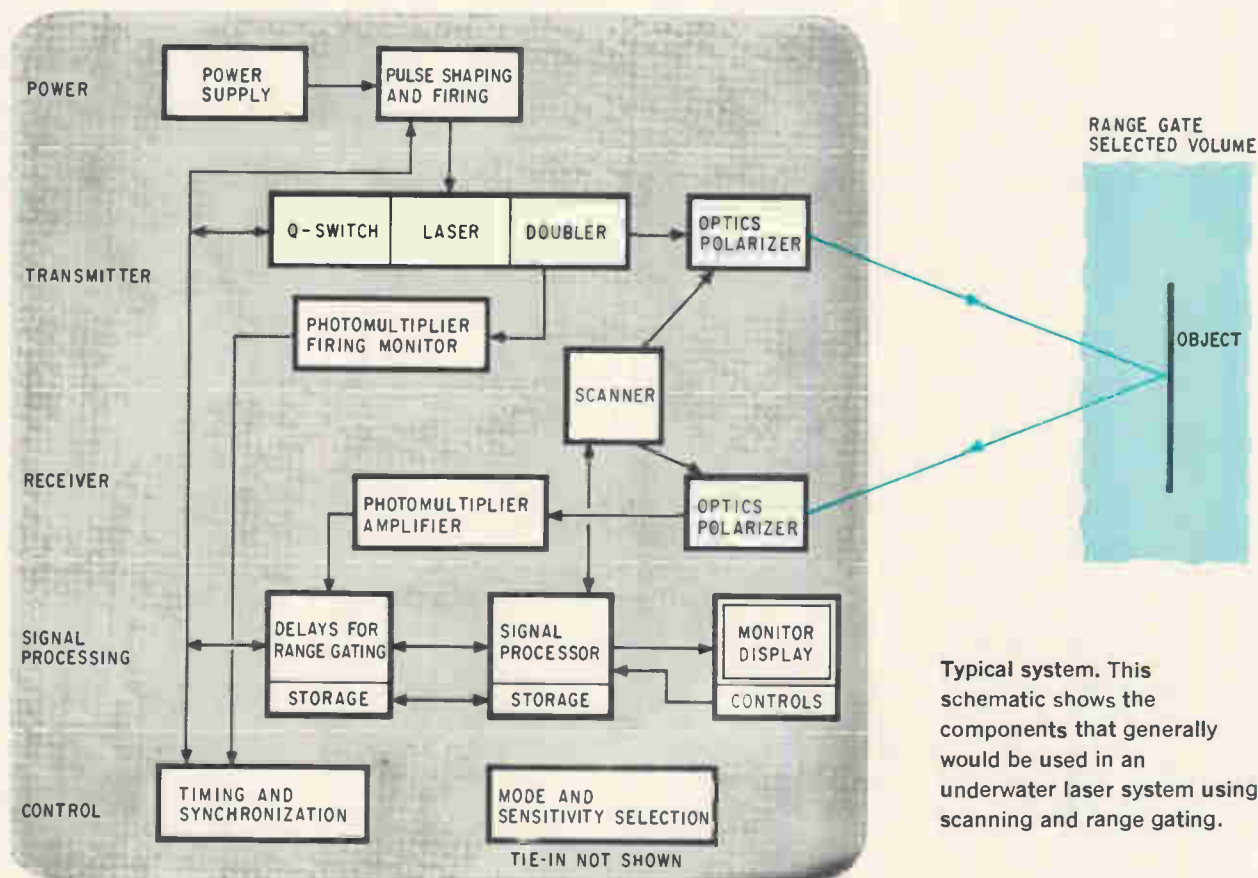 POWER
POWER
SUPPLY
PULSE SHAPING
AND FIRING
RANGE GATE
SELECTED VOLUME
TRANSMITTER
Q-SWITCH
LASER
DOUBLER
OPTICS
POLARIZER
PHOTOMULTIPLIER
FIRING MONITOR
SCANNER
OBJECT
RECEIVER
PHOTOMULTIPLIER
AMPLIFIER
OPTICS
POLARIZER
SIGNAL
PROCESSING
DELAYS FOR
RANGE GATING
STORAGE
SIGNAL
PROCESSOR
STORAGE
MONITOR
DISPLAY
CONTROLS
CONTROL
TIMING AND
SYNCHRONIZATION
MODE AND
SENSITIVITY SELECTION
TIE-IN NOT SHOWN
Typical system. This
schematic shows the
components that generally
would be used in an
underwater laser system using
scanning and range gating.